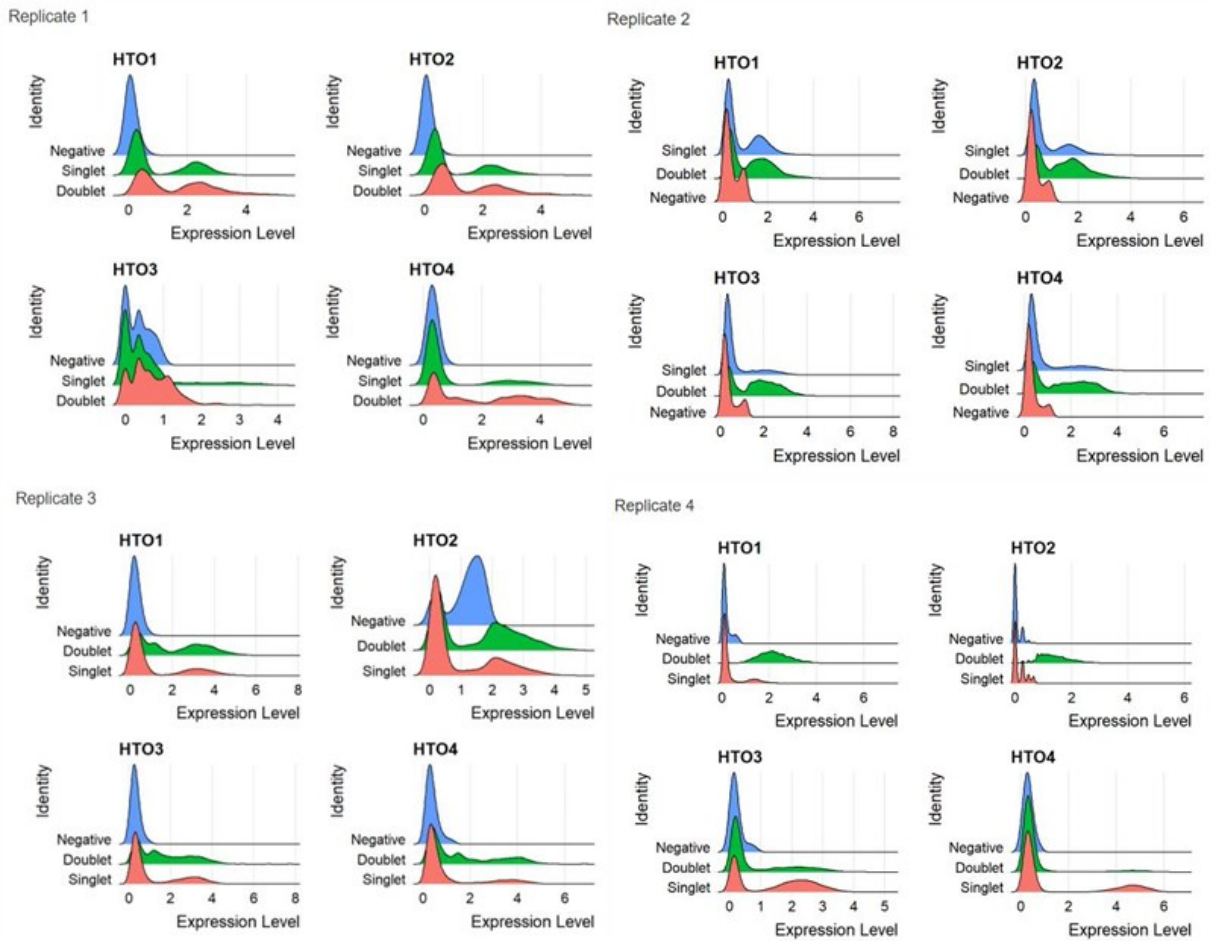 Replicate 1
HTO1
Identity
Negative
Singlet
Doublet
0 2 4
Expression Level
HTO2
Identity
Negative
Singlet
Doublet
0 2 4
Expression Level
HTO3
Identity
Negative
Singlet
Doublet
0 1 2 3 4
Expression Level
HTO4
Identity
Negative
Singlet
Doublet
0 2 4
Expression Level
Replicate 2
HTO1
Identity
Singlet
Doublet
Negative
0 2 4 6
Expression Level
HTO2
Identity
Singlet
Doublet
Negative
0 2 4 6
Expression Level
HTO3
Identity
Singlet
Doublet
Negative
0 2 4 6 8
Expression Level
HTO4
Identity
Singlet
Doublet
Negative
0 2 4 6
Expression Level
Replicate 3
HTO1
Identity
Negative
Doublet
Singlet
0 2 4 6 8
Expression Level
HTO2
Identity
Negative
Doublet
Singlet
0 1 2 3 4 5
Expression Level
HTO3
Identity
Negative
Doublet
Singlet
0 2 4 6 8
Expression Level
HTO4
Identity
Negative
Doublet
Singlet
0 2 4 6
Expression Level
Replicate 4
HTO1
Identity
Negative
Doublet
Singlet
0 2 4 6
Expression Level
HTO2
Identity
Negative
Doublet
Singlet
0 2 4 6
Expression Level
HTO3
Identity
Negative
Doublet
Singlet
0 1 2 3 4 5
Expression Level
HTO4
Identity
Negative
Doublet
Singlet
0 2 4 6
Expression Level